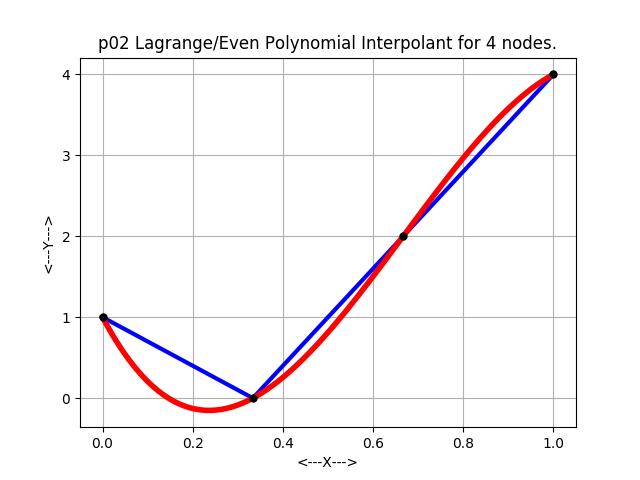 p02 Lagrange/Even Polynomial Interpolant for 4 nodes.
4
3
2
1
0
<---Y--->
0.0 0.2 0.4 0.6 0.8 1.0
<---X--->